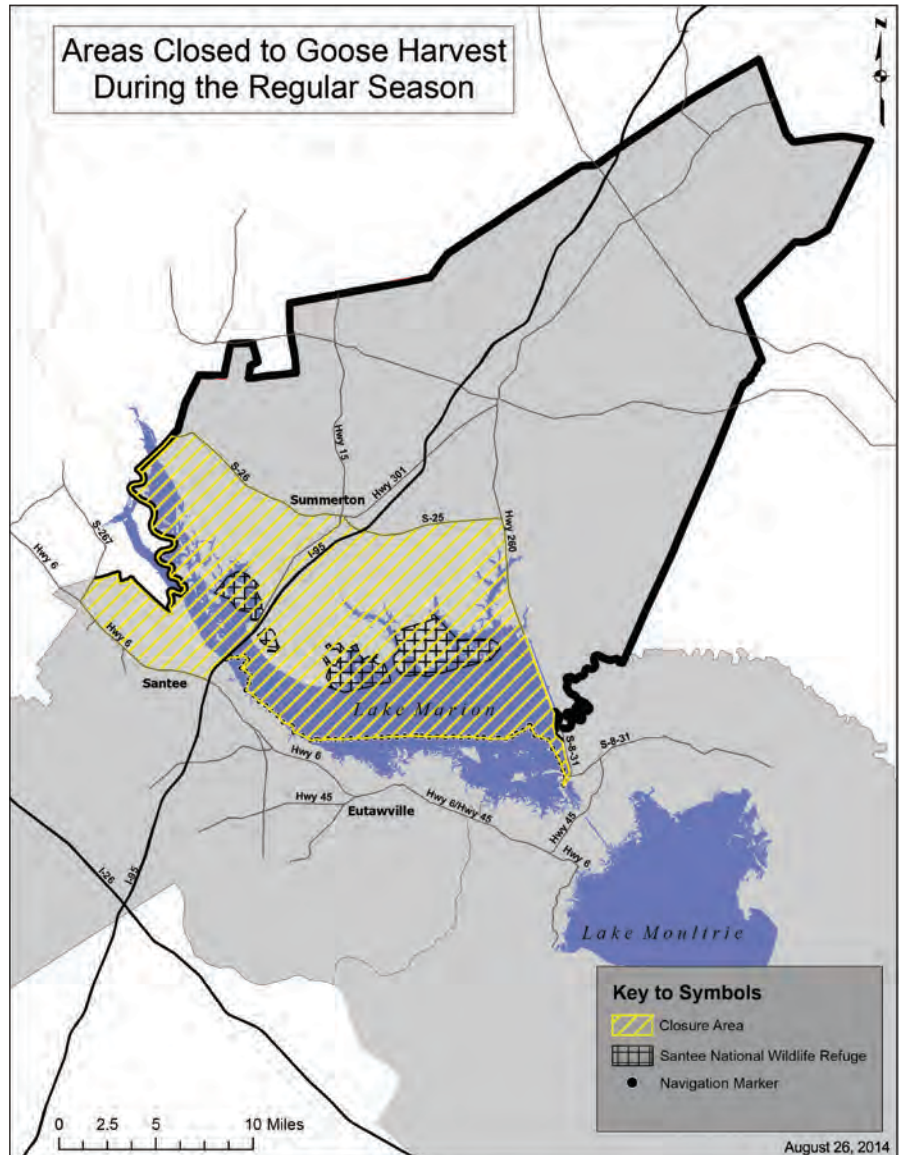 Areas Closed to Goose Harvest
During the Regular Season
N
Hwy 15
S-26
Hwy 301
Summerton
S-25
I-95
Hwy 260
S-267
Hwy 6
Hwy 6
Santee
Lake Marion
S-8-31
S-8-31
Hwy 6
Hwy 45
Eutawville
Hwy 6/Hwy 45
Hwy 45
Hwy 6
I-95
I-26
Lake Moultrie
Key to Symbols
Closure Area
Santee National Wildlife Refuge
Navigation Marker
0 2.5 5 10 Miles
August 26, 2014